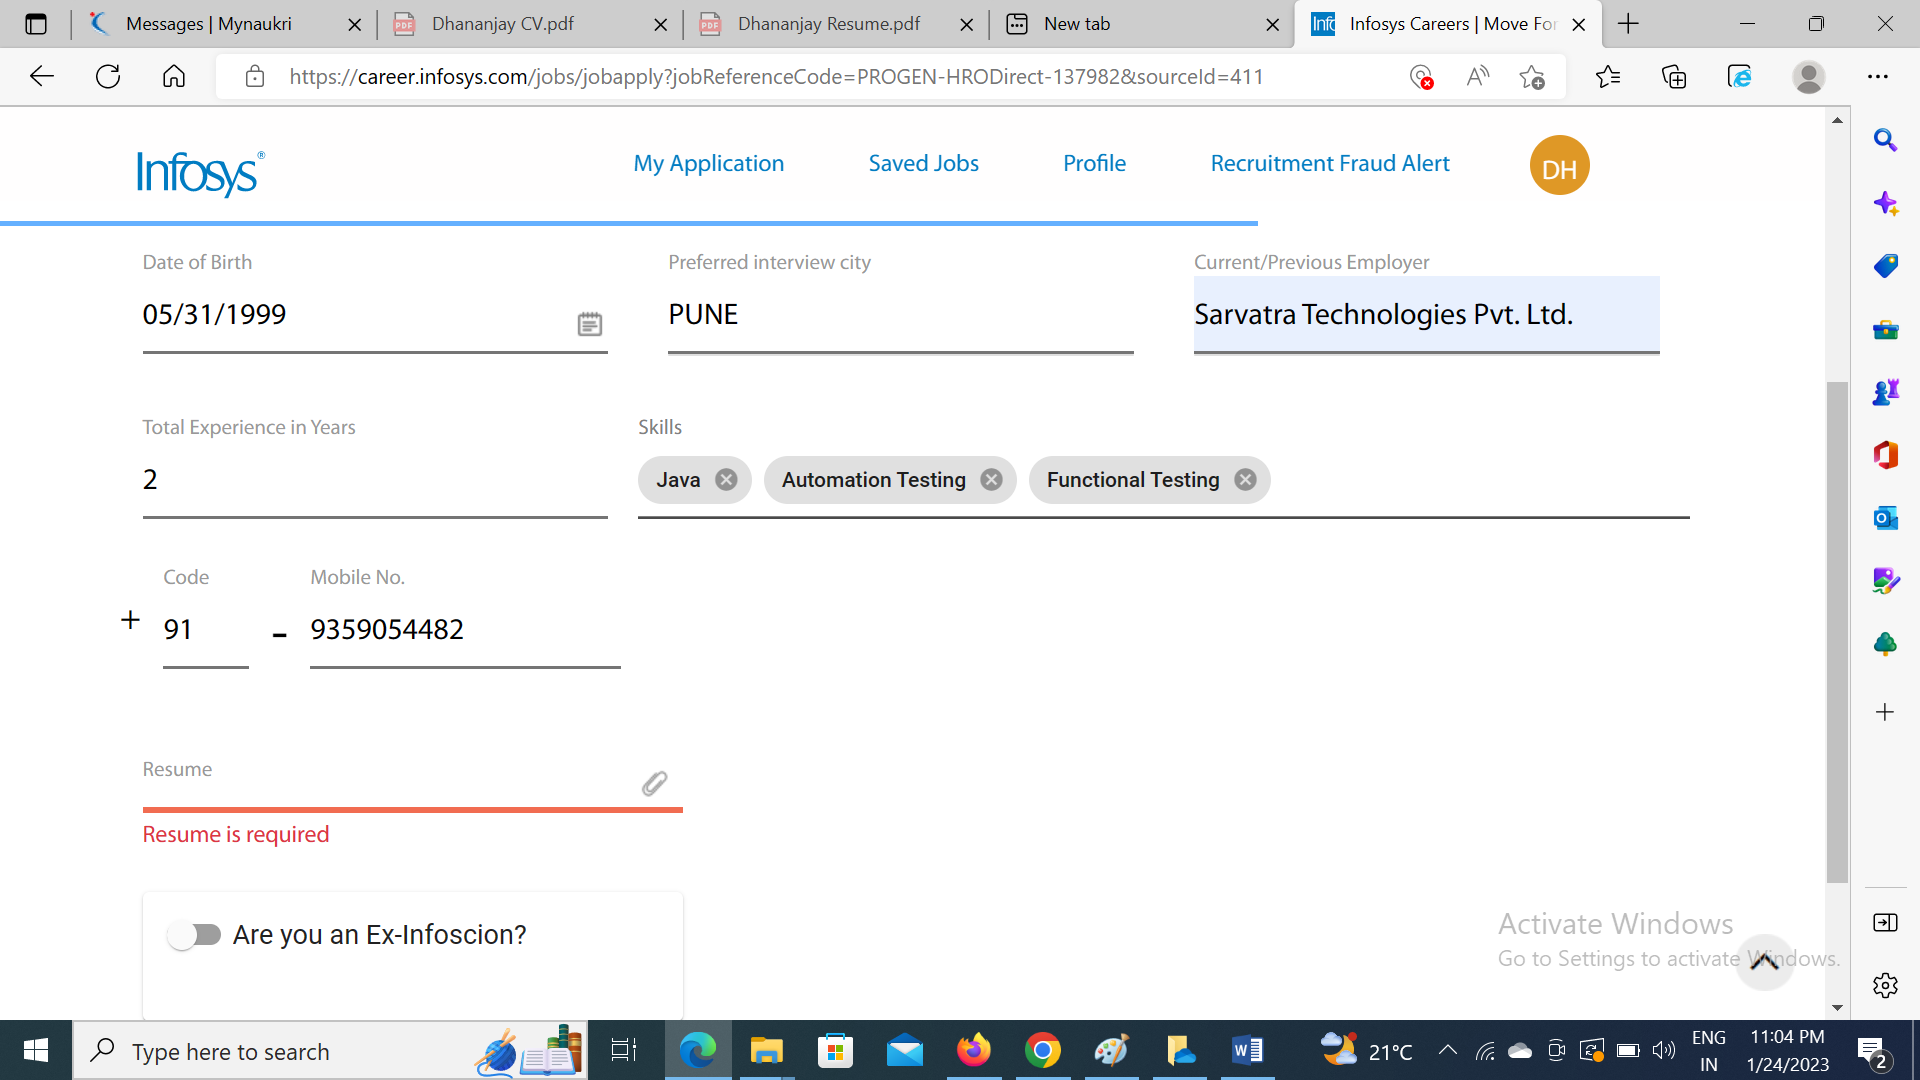 Messages | Mynaukri
Dhananjay CV.pdf
Dhananjay Resume.pdf
New tab
Infosys Careers | Move For
https://career.infosys.com/jobs/jobapply?jobReferenceCode=PROGEN-HRODirect-137982&sourceId=411
Infosys®
My Application
Saved Jobs
Profile
Recruitment Fraud Alert
DH
Date of Birth
Preferred interview city
Current/Previous Employer
05/31/1999
PUNE
Sarvatra Technologies Pvt. Ltd.
Total Experience in Years
Skills
2
Java
Automation Testing
Functional Testing
Code
Mobile No.
+ 91 - 9359054482
Resume
Resume is required
Are you an Ex-Infoscion?
Activate Windows
Go to Settings to activate Windows.
Type here to search
21°C
ENG
IN
11:04 PM
1/24/2023
2